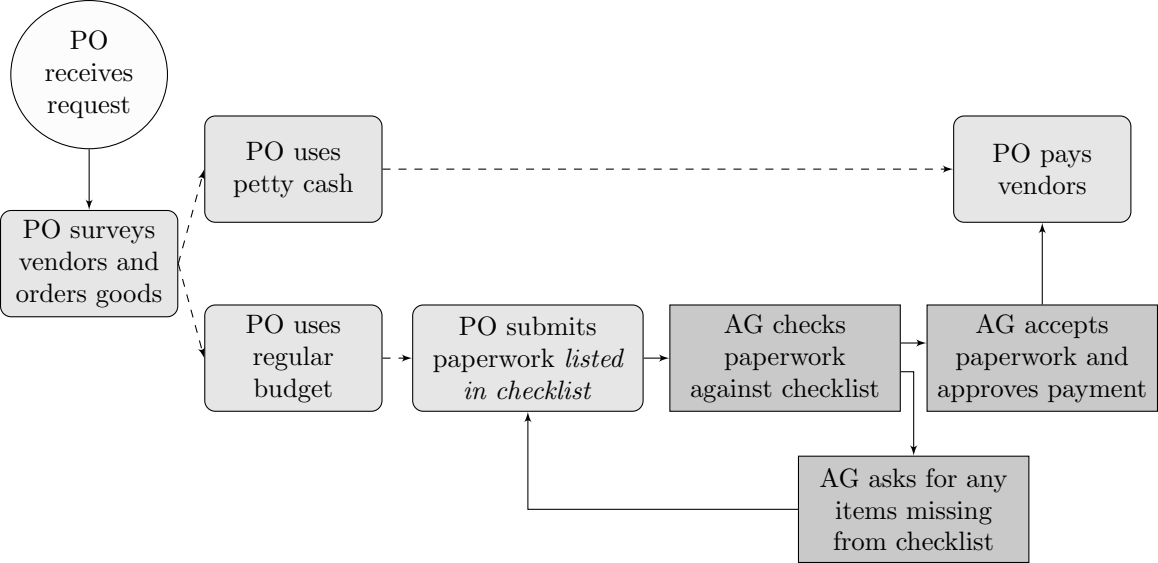 PO
receives
request
PO surveys
vendors and
orders goods
PO uses
petty cash
PO pays
vendors
PO uses
regular
budget
PO submits
paperwork listed
in checklist
AG checks
paperwork
against checklist
AG accepts
paperwork and
approves payment
AG asks for any
items missing
from checklist